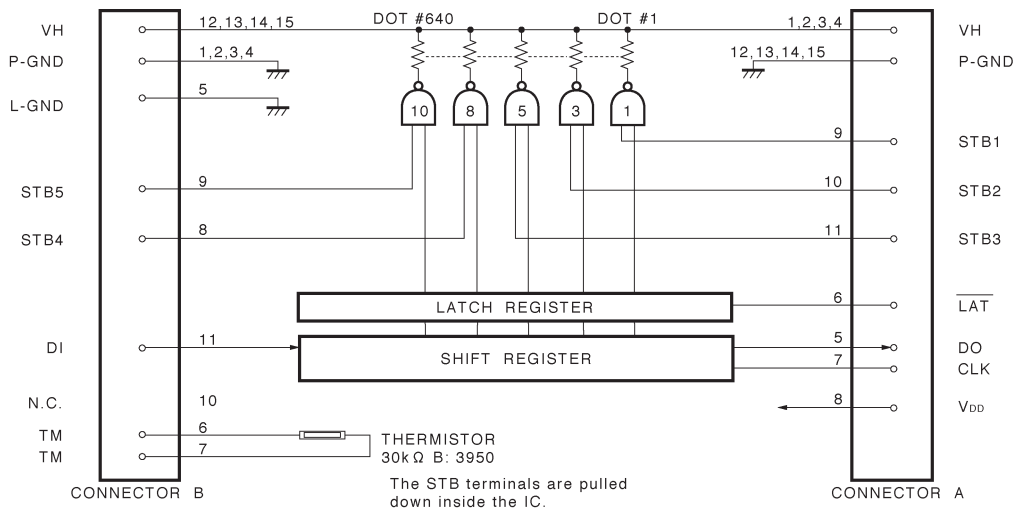 DOT #640 DOT #1
VH 12,13,14,15 1,2,3,4 VH
P-GND 1,2,3,4 12,13,14,15 P-GND
L-GND 5
10 8 5 3 1
9 STB1
STB5 9 10 STB2
STB4 8 11 STB3
LATCH REGISTER 6 LAT
DI 11 SHIFT REGISTER 5 DO
7 CLK
N.C. 10 8 VDD
TM 6 THERMISTOR
TM 7 30kΩ B: 3950
The STB terminals are pulled
down inside the IC.
CONNECTOR B CONNECTOR A